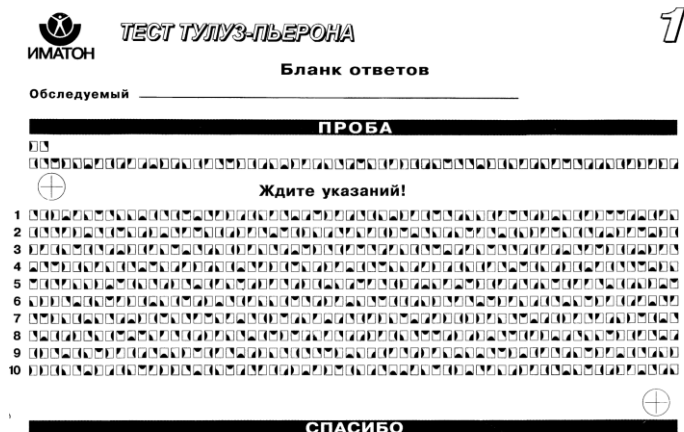 ИМАТОН
ТЕСТ ТУЛУЗ-ПЬЕРОНА
1
Бланк ответов
Обследуемый
ПРОБА
Ждите указаний!
1
2
3
4
5
6
7
8
9
10
СПАСИБО